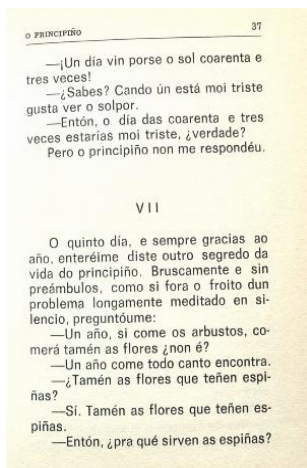 O PRINCIPIÑO 37
—¡Un día vin porse o sol coarenta e
tres veces!
—¿Sabes? Cando ún está moi triste
gusta ver o solpor.
—Entón, o día das coarenta e tres
veces estarías moi triste, ¿verdade?
Pero o principiño non me respondéu.
VII
O quinto día, e sempre gracias ao
año, enteréime diste outro segredo da
vida do principiño. Bruscamente e sin
preámbulos, como si fora o froito dun
problema longamente meditado en si-
lencio, preguntóume:
—Un año, si come os arbustos, co-
merá tamén as flores ¿non é?
—Un año come todo canto encontra.
—¿Tamén as flores que teñen espi-
ñas?
—Sí. Tamén as flores que teñen es-
piñas.
—Entón, ¿pra qué sirven as espiñas?